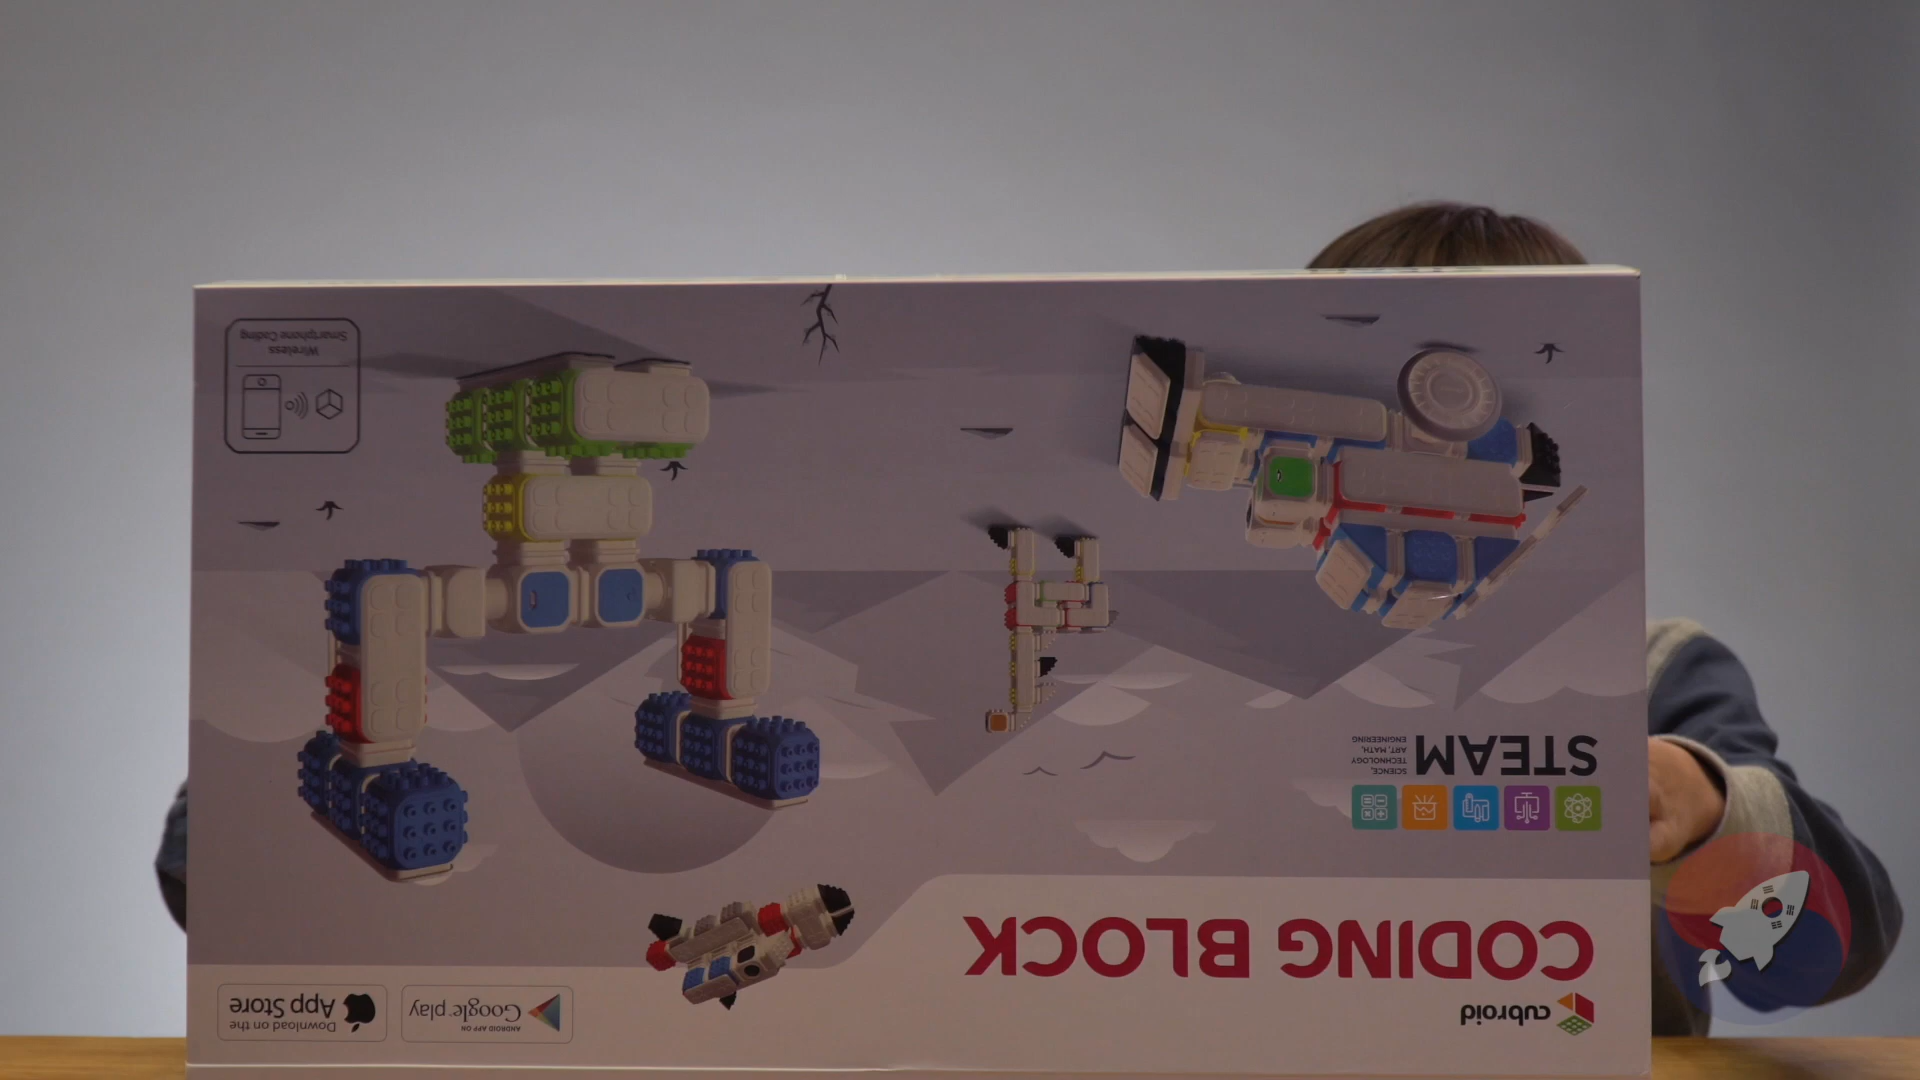 cubroid
CODING BLOCK
STEAM
SCIENCE,
TECHNOLOGY
ART, MATH,
ENGINEERING
ANDROID APP ON
Google play
Download on the
App Store
Wireless
Smartphone Coding